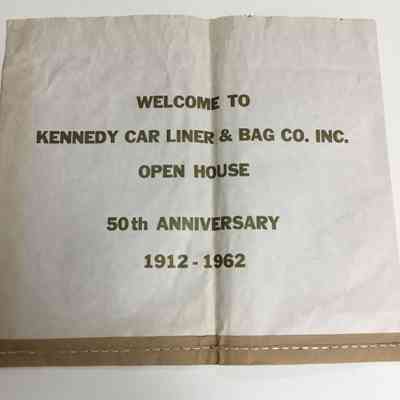 WELCOME TO
KENNEDY CAR LINER & BAG CO. INC.
OPEN HOUSE
50th ANNIVERSARY
1912 - 1962